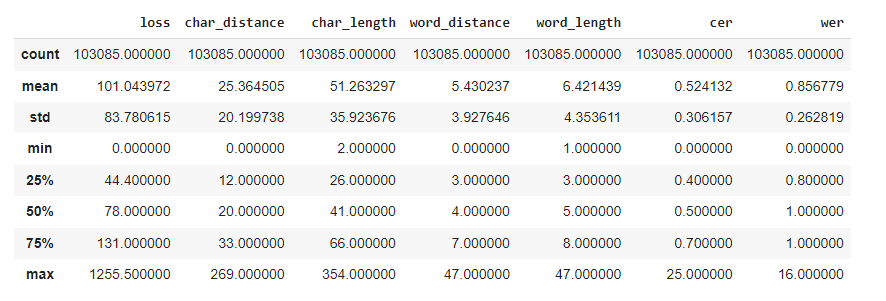 loss char_distance char_length word_distance word_length cer wer
count 103085.000000 103085.000000 103085.000000 103085.000000 103085.000000 103085.000000 103085.000000
mean 101.043972 25.364505 51.263297 5.430237 6.421439 0.524132 0.856779
std 83.780615 20.199738 35.923676 3.927646 4.353611 0.306157 0.262819
min 0.000000 0.000000 2.000000 0.000000 1.000000 0.000000 0.000000
25% 44.400000 12.000000 26.000000 3.000000 3.000000 0.400000 0.800000
50% 78.000000 20.000000 41.000000 4.000000 5.000000 0.500000 1.000000
75% 131.000000 33.000000 66.000000 7.000000 8.000000 0.700000 1.000000
max 1255.500000 269.000000 354.000000 47.000000 47.000000 25.000000 16.000000